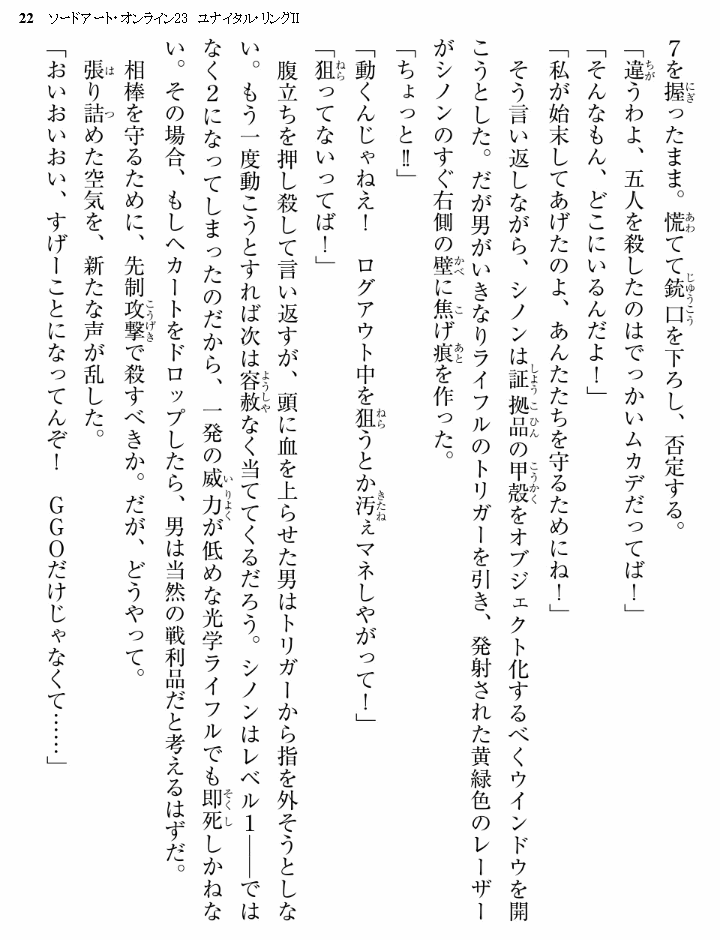 22 ソードアート・オンライン23 ユナイタル・リングⅡ
7を握ったまま。慌てて銃口を下ろし、否定する。
「違うわよ、五人を殺したのはでっかいムカデだってば！」
「そんなもん、どこにいるんだよ！」
「私が始末してあげたのよ、あんたたちを守るためにね！」
　そう言い返しながら、シノンは証拠品の甲殻をオブジェクト化するべくウインドウを開
こうとした。だが男がいきなりライフルのトリガーを引き、発射された黄緑色のレーザー
がシノンのすぐ右側の壁に焦げ痕を作った。
「ちょっと‼」
「動くんじゃねえ！　ログアウト中を狙うとか汚ぇマネしやがって！」
「狙ってないってば！」
　腹立ちを押し殺して言い返すが、頭に血を上らせた男はトリガーから指を外そうとしな
い。もう一度動こうとすれば次は容赦なく当ててくるだろう。シノンはレベル1――では
なく2になってしまったのだから、一発の威力が低めな光学ライフルでも即死しかねな
い。その場合、もしヘカートをドロップしたら、男は当然の戦利品だと考えるはずだ。
　相棒を守るために、先制攻撃で殺すべきか。だが、どうやって。
　張り詰めた空気を、新たな声が乱した。
「おいおいおい、すげーことになってんぞ！　GGOだけじゃなくて……」